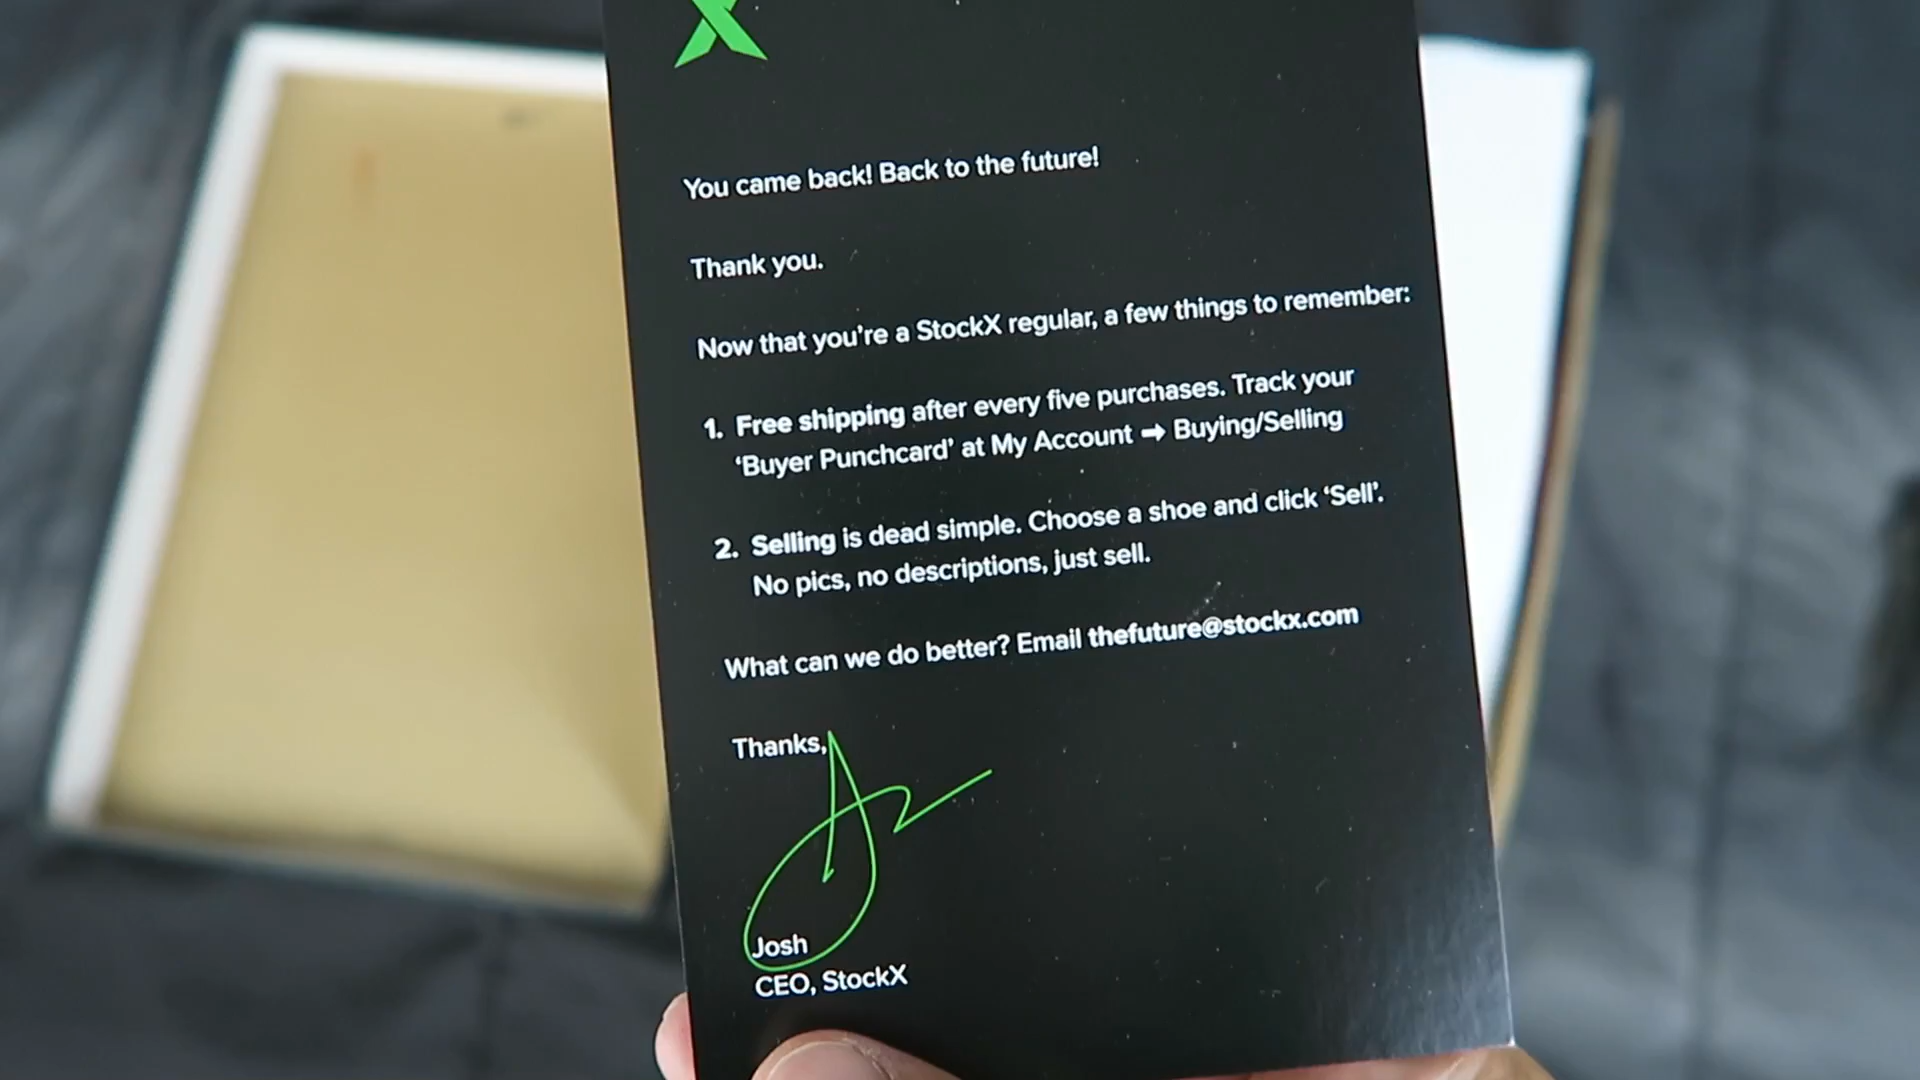 X
You came back! Back to the future!
Thank you.
Now that you're a StockX regular, a few things to remember:
1. Free shipping after every five purchases. Track your
‘Buyer Punchcard’ at My Account ➡ Buying/Selling
2. Selling is dead simple. Choose a shoe and click ‘Sell’.
No pics, no descriptions, just sell.
What can we do better? Email thefuture@stockx.com
Thanks,
Josh
CEO, StockX